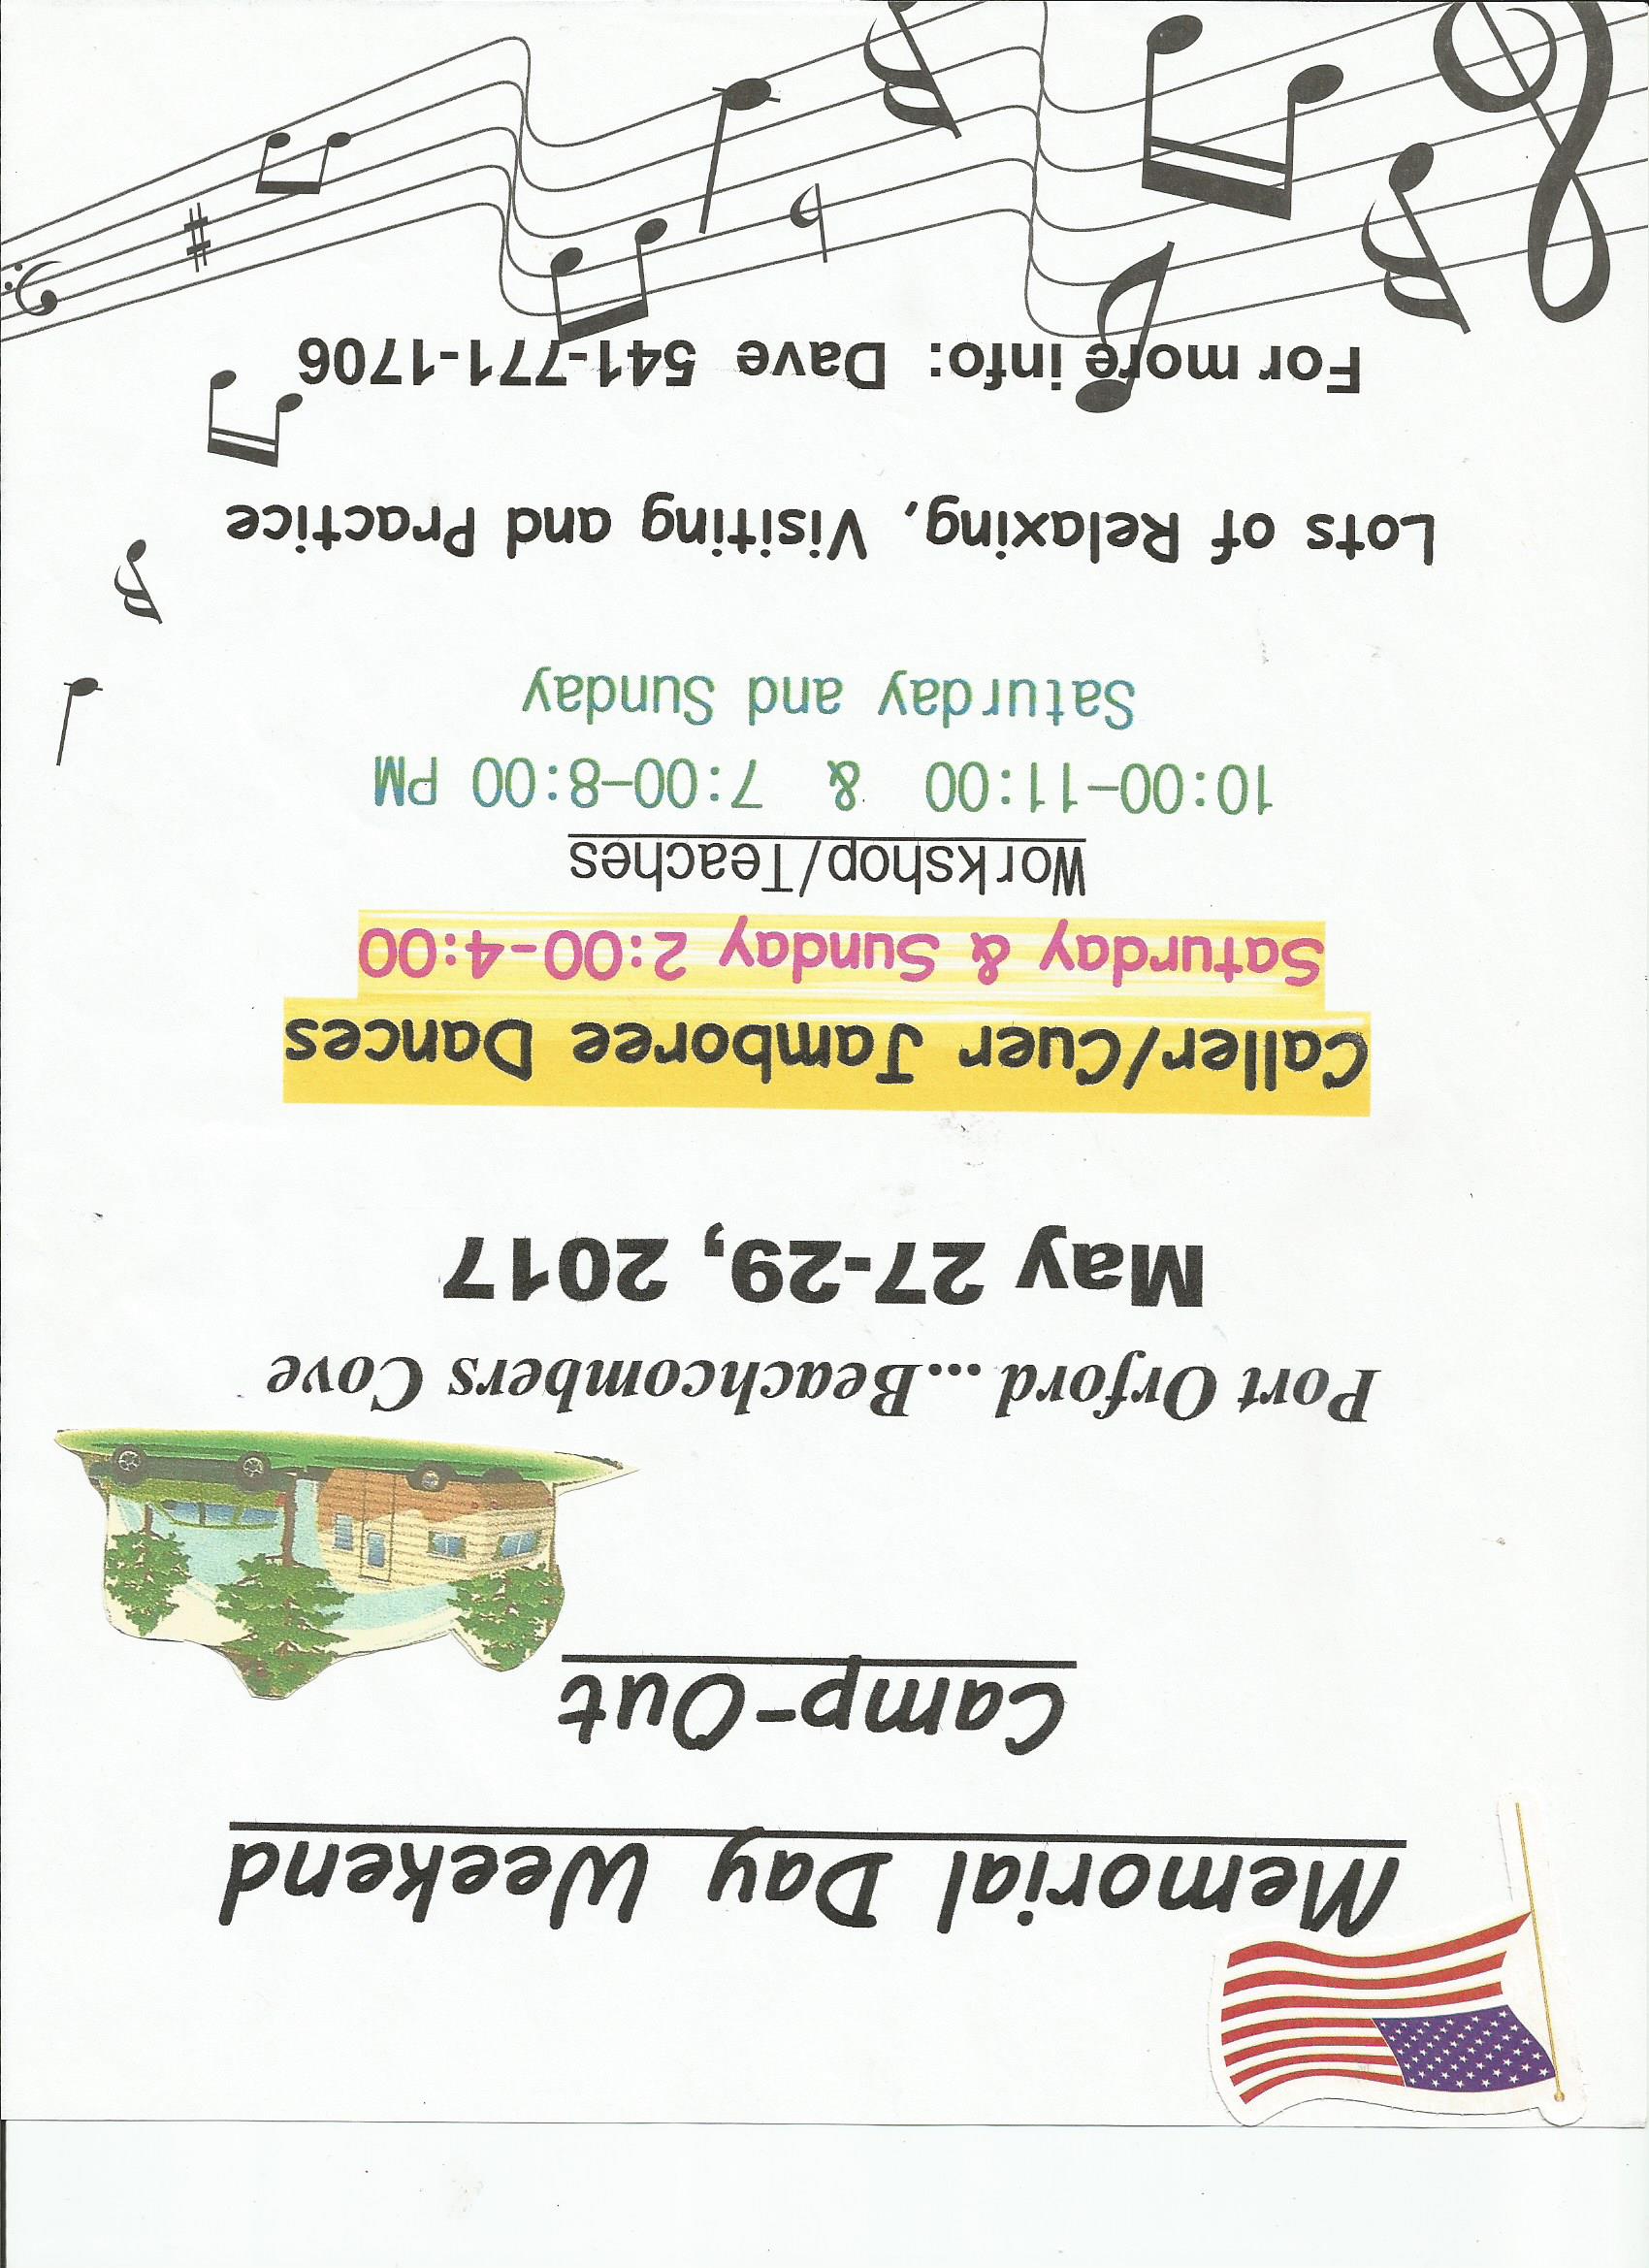 Memorial Day Weekend
Camp-Out
Port Orford...Beachcombers Cove
May 27-29, 2017
Caller/Cuer Jamboree Dances
Saturday & Sunday 2:00-4:00
Workshop/Teaches
10:00-11:00 & 7:00-8:00 PM
Saturday and Sunday
Lots of Relaxing, Visiting and Practice
For more info: Dave 541-771-1706